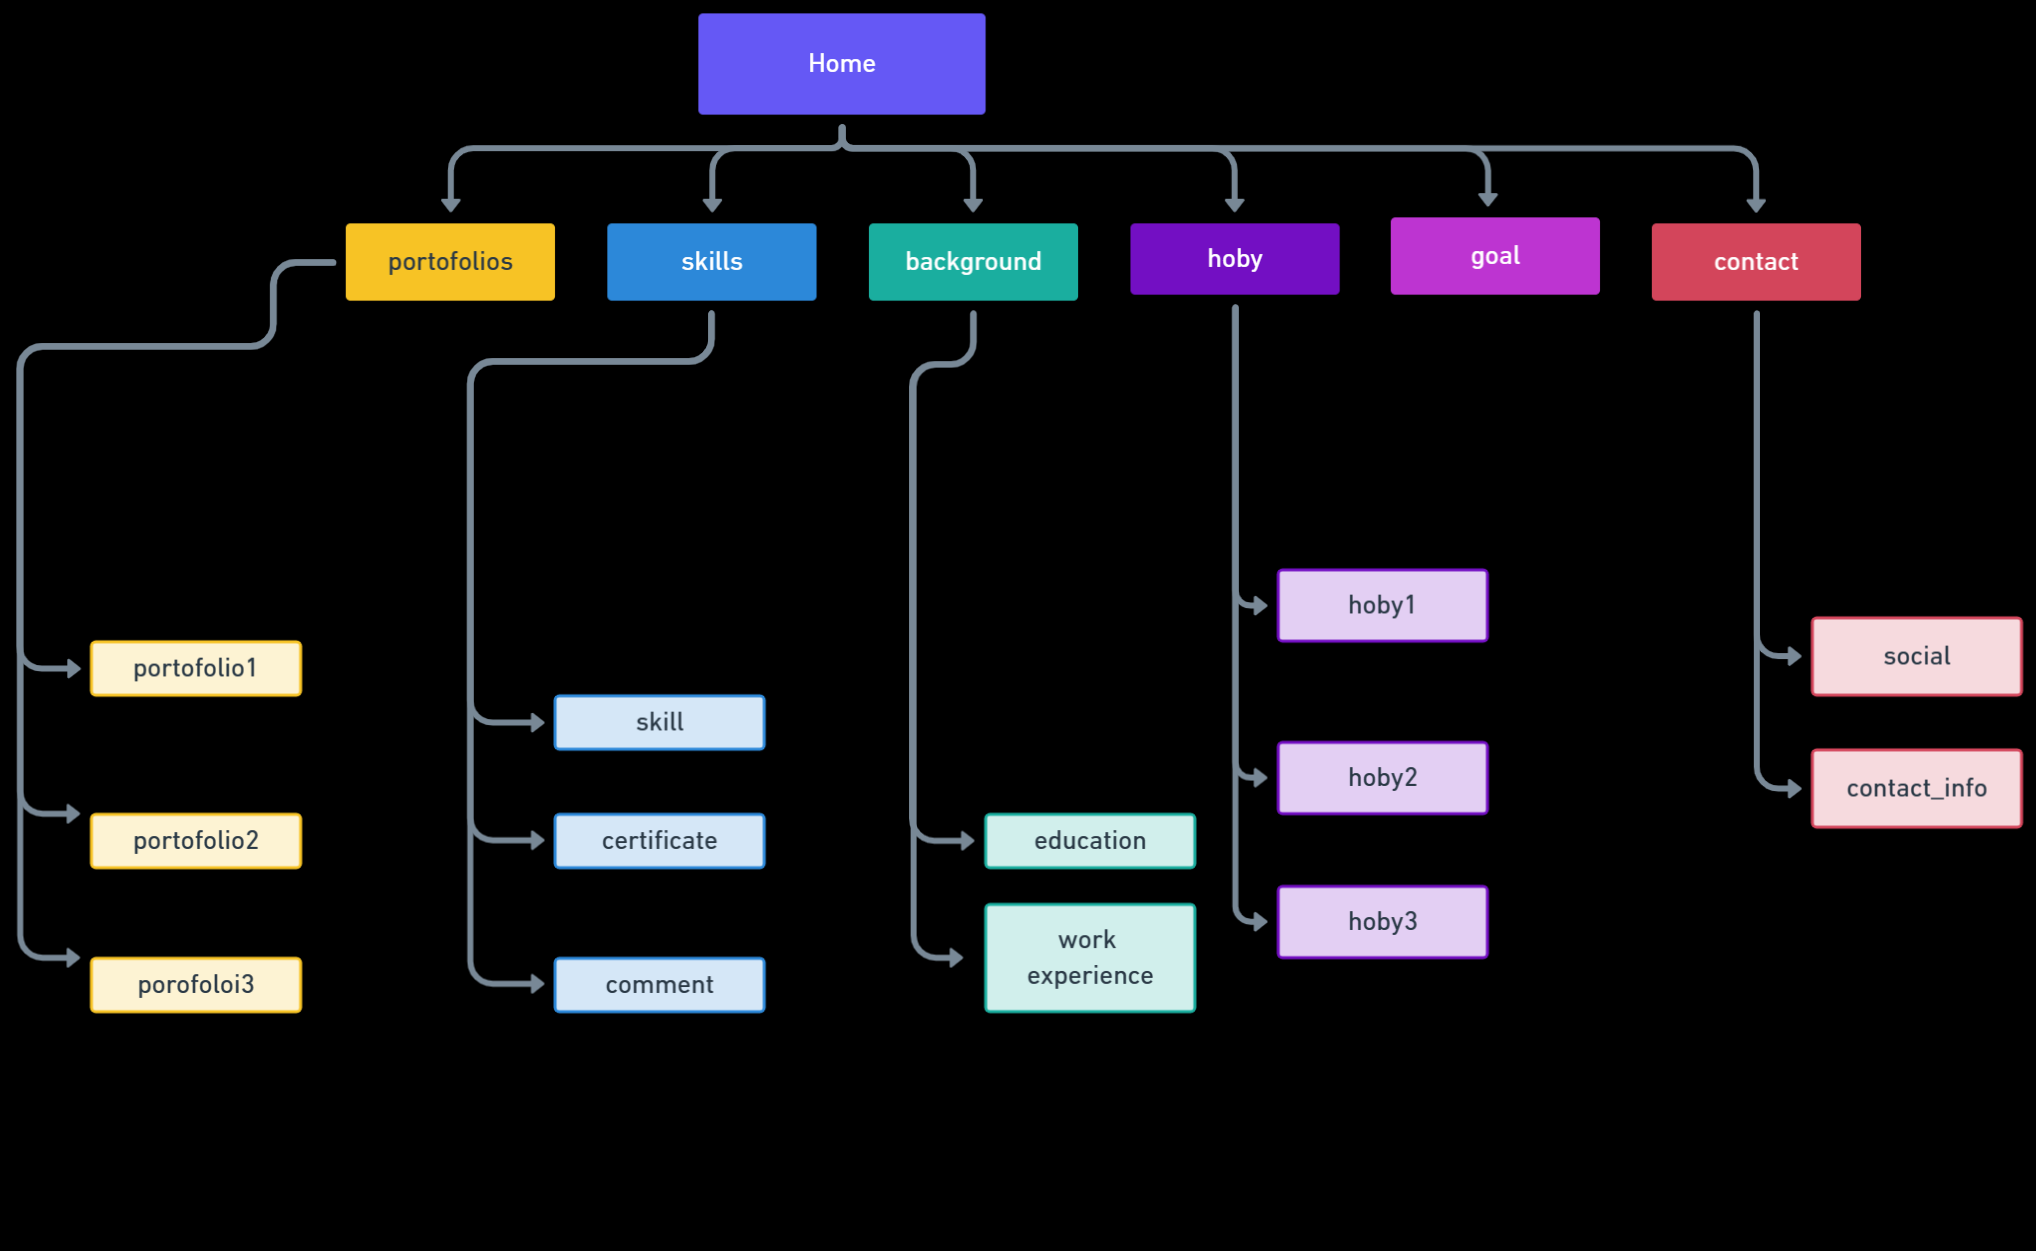 Home
portofolios
skills
background
hoby
goal
contact
portofolio1
portofolio2
porofoloi3
skill
certificate
comment
education
work
experience
hoby1
hoby2
hoby3
social
contact_info